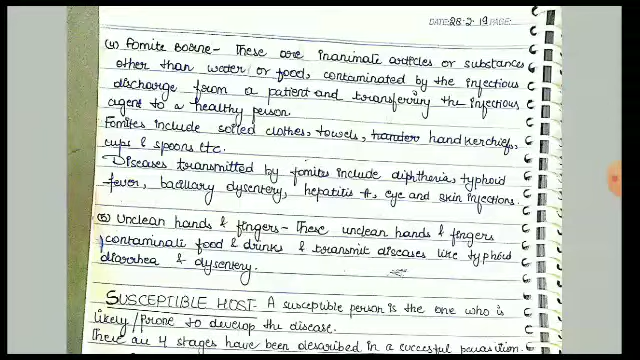 DATE: 28-2-19 PAGE:
(4) Fomite Borne - These are inanimate articles or substances
other than water or food, contaminated by the infectious
discharge from a patient and transferring the infectious
agent to a healthy person.
Fomites include soiled clothes, towels, handkerchiefs,
cups & spoons etc.
Diseases transmitted by fomites include diphtheria, typhoid
fever, bacillary dysentery, hepatitis A, eye and skin infections.
(5) Unclean hands & fingers - These unclean hands & fingers
contaminate food & drinks & transmit diseases like typhoid
diarrhea & dysentery.
SUSCEPTIBLE HOST - A susceptible person is the one who is
likely/Prone to develop the disease.
There are 4 stages have been described in a successful parasitism.